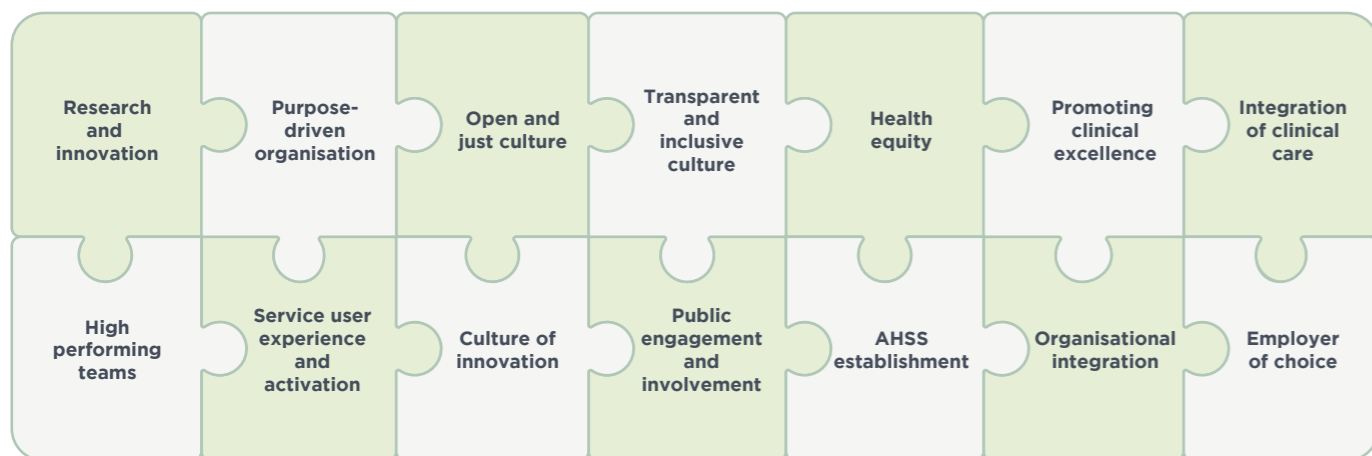 Research
and
innovation
Purpose-
driven
organisation
Open and
just culture
Transparent
and
inclusive
culture
Health
equity
Promoting
clinical
excellence
Integration
of clinical
care
High
performing
teams
Service user
experience
and
activation
Culture of
innovation
Public
engagement
and
involvement
AHSS
establishment
Organisational
integration
Employer
of choice